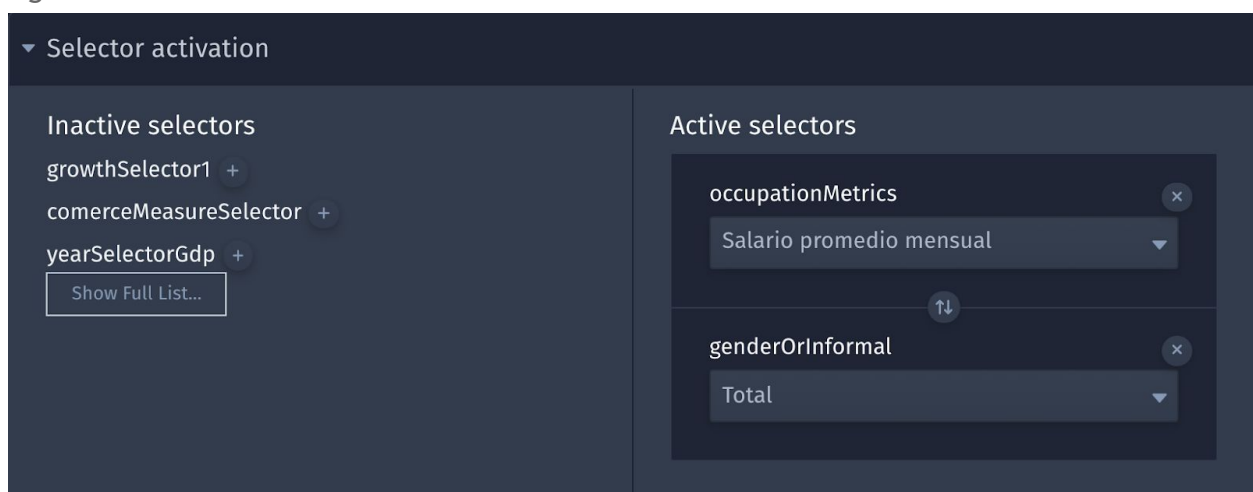 Selector activation
Inactive selectors
growthSelector1 +
comerceMeasureSelector +
yearSelectorGdp +
Show Full List...
Active selectors
occupationMetrics
Salario promedio mensual
genderOrInformal
Total